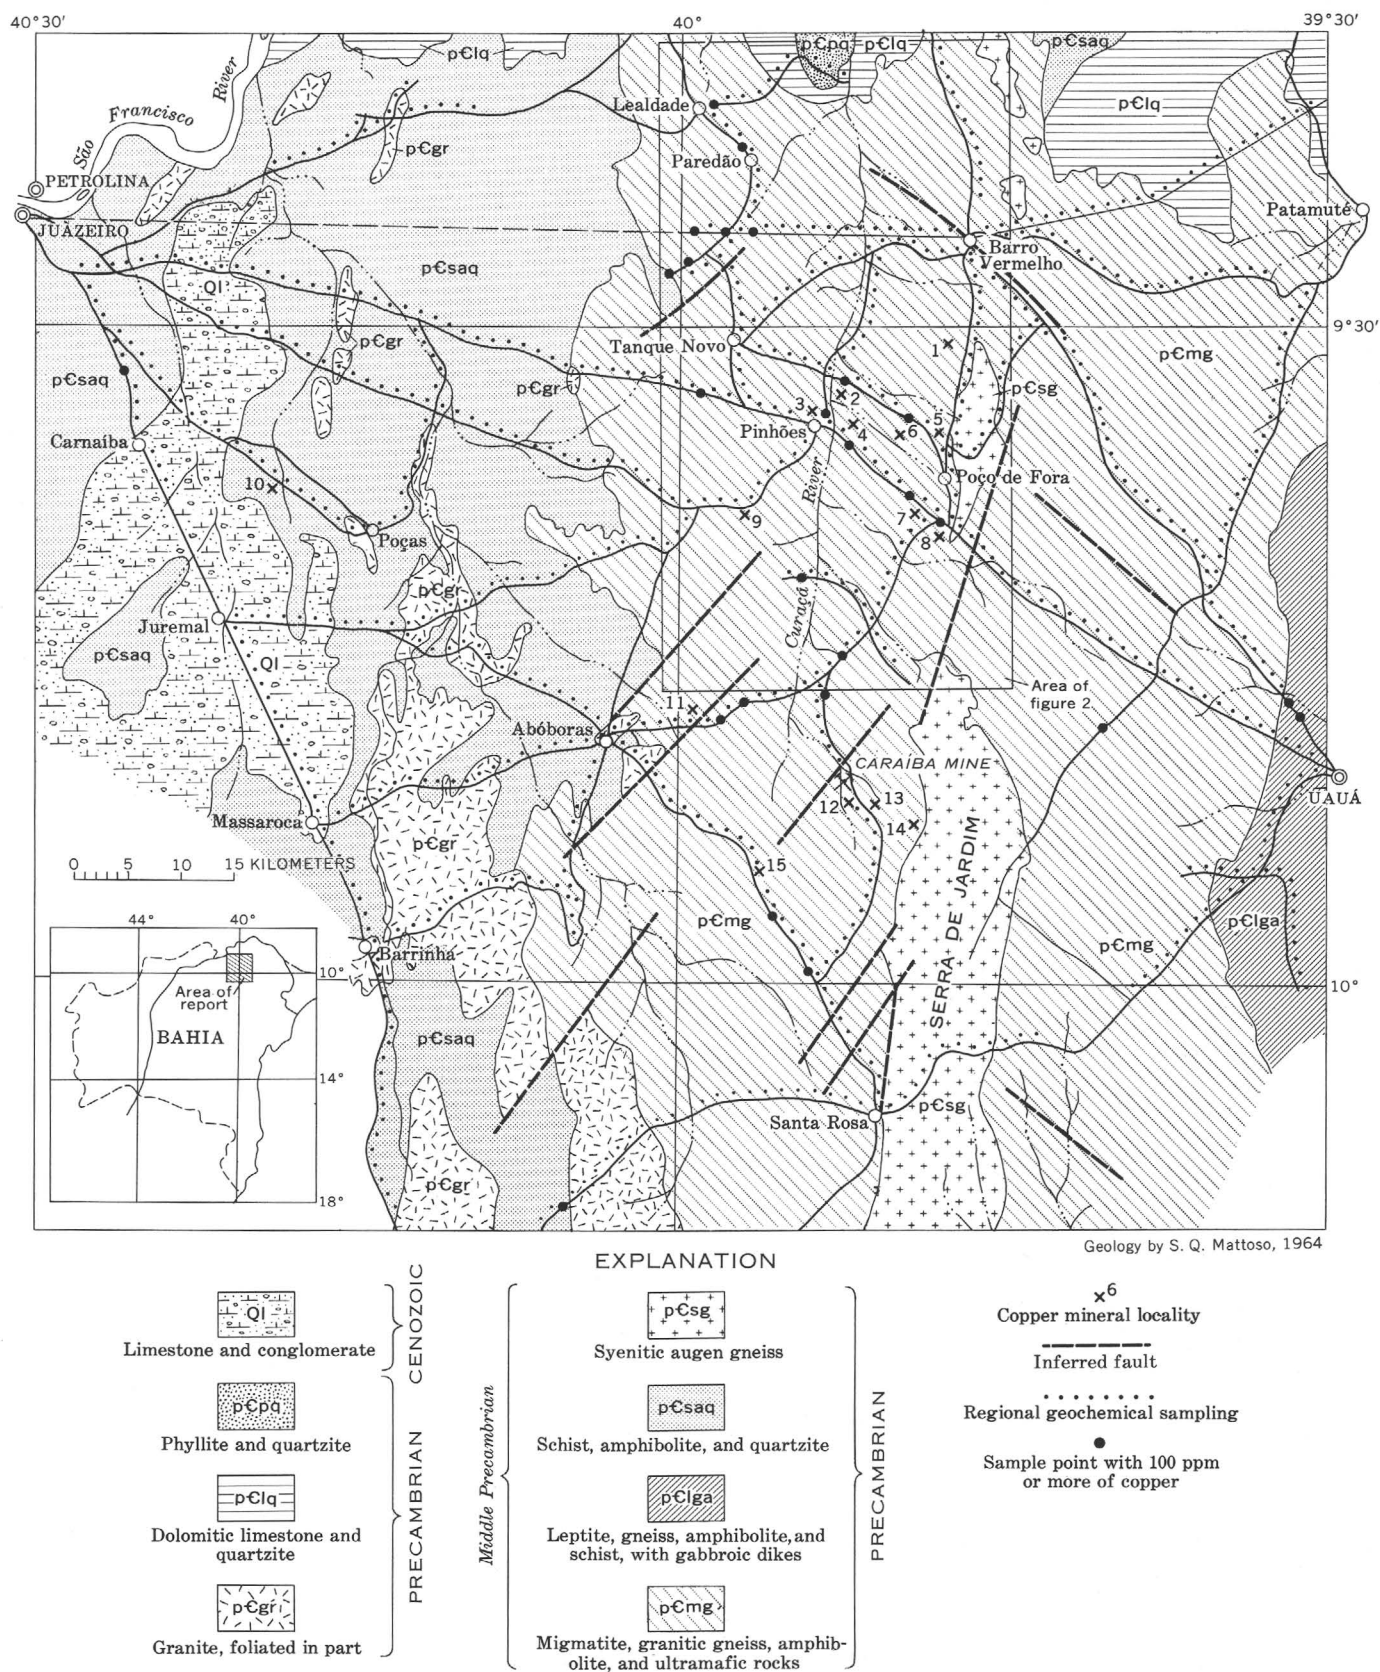 40°30'
40°
39°30'
pЄlq
pЄpq
pЄlq
pЄsaq
River
Francisco
São
Lealdade
pЄlq
pЄgr
Paredão
PETROLINA
JUÀZEIRO
Patamuté
Barro
Vermelho
pЄsaq
Ql
9°30'
pЄgr
Tanque Novo
1
pЄmg
pЄsaq
pЄgr
pЄsg
3
2
5
Carnaíba
Pinhões
4
6
10
River
Poço de Fora
9
7
Poças
8
pЄgr
Curaçá
Juremal
pЄsaq
Ql
Area of
figure 2
11
Abóboras
CARAÍBA MINE
12
13
UAUÁ
Massaroca
14
pЄgr
0 5 10 15 KILOMETERS
15
SERRA DE JARDIM
44°
40°
pЄmg
pЄlga
pЄmg
Barrinha
10°
Area of
report
10°
BAHIA
pЄsaq
14°
pЄsg
Santa Rosa
pЄgr
18°
Geology by S. Q. Mattoso, 1964
EXPLANATION
Ql
Limestone and conglomerate
CENOZOIC
pЄpq
Phyllite and quartzite
pЄlq
Dolomitic limestone and
quartzite
pЄgr
Granite, foliated in part
PRECAMBRIAN
Middle Precambrian
pЄsg
Syenitic augen gneiss
pЄsaq
Schist, amphibolite, and quartzite
pЄlga
Leptite, gneiss, amphibolite, and
schist, with gabbroic dikes
pЄmg
Migmatite, granitic gneiss, amphib-
olite, and ultramafic rocks
PRECAMBRIAN
6
Copper mineral locality
Inferred fault
Regional geochemical sampling
Sample point with 100 ppm
or more of copper